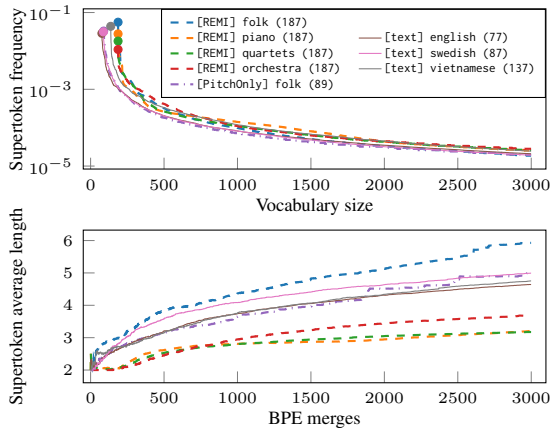 Supertoken frequency
10^−1
10^−3
10^−5
[REMI] folk (187)
[REMI] piano (187)
[REMI] quartets (187)
[REMI] orchestra (187)
[PitchOnly] folk (89)
[text] english (77)
[text] swedish (87)
[text] vietnamese (137)
0 500 1000 1500 2000 2500 3000
Vocabulary size
Supertoken average length
6
5
4
3
2
0 500 1000 1500 2000 2500 3000
BPE merges